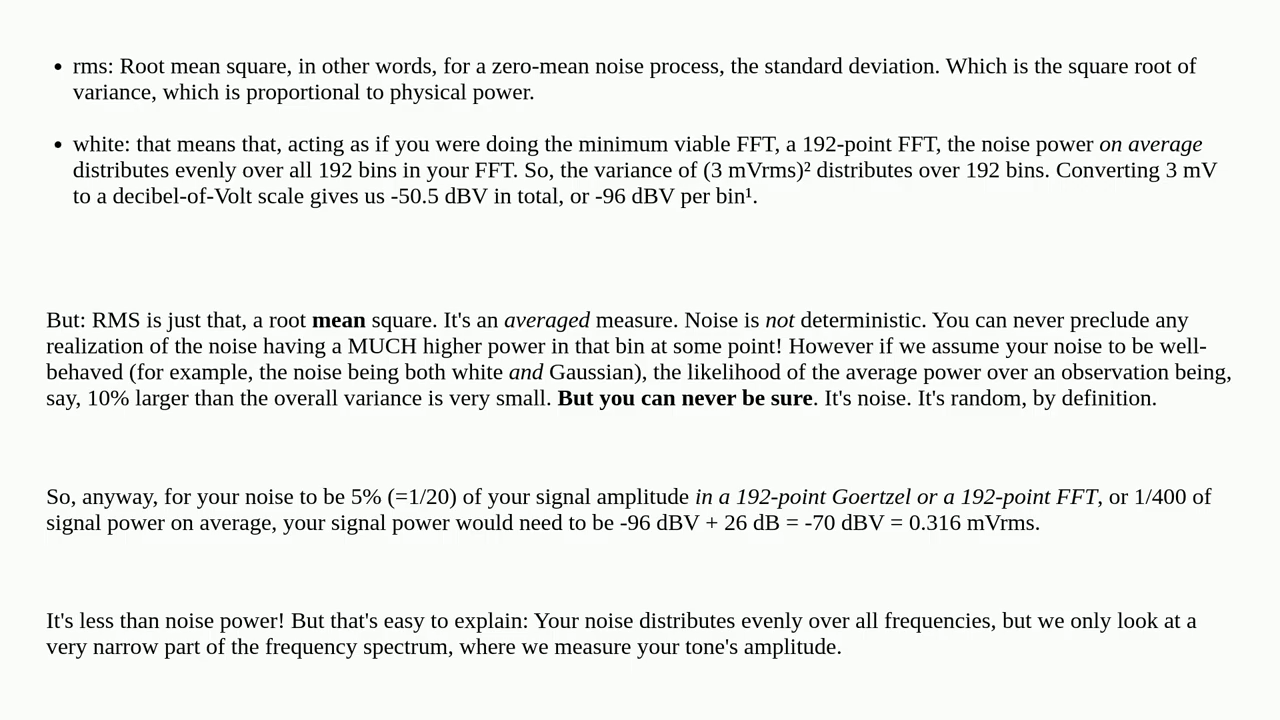 • rms: Root mean square, in other words, for a zero-mean noise process, the standard deviation. Which is the square root of
variance, which is proportional to physical power.
• white: that means that, acting as if you were doing the minimum viable FFT, a 192-point FFT, the noise power on average
distributes evenly over all 192 bins in your FFT. So, the variance of (3 mVrms)² distributes over 192 bins. Converting 3 mV
to a decibel-of-Volt scale gives us -50.5 dBV in total, or -96 dBV per bin¹.
But: RMS is just that, a root mean square. It's an averaged measure. Noise is not deterministic. You can never preclude any
realization of the noise having a MUCH higher power in that bin at some point! However if we assume your noise to be well-
behaved (for example, the noise being both white and Gaussian), the likelihood of the average power over an observation being,
say, 10% larger than the overall variance is very small. But you can never be sure. It's noise. It's random, by definition.
So, anyway, for your noise to be 5% (=1/20) of your signal amplitude in a 192-point Goertzel or a 192-point FFT, or 1/400 of
signal power on average, your signal power would need to be -96 dBV + 26 dB = -70 dBV = 0.316 mVrms.
It's less than noise power! But that's easy to explain: Your noise distributes evenly over all frequencies, but we only look at a
very narrow part of the frequency spectrum, where we measure your tone's amplitude.